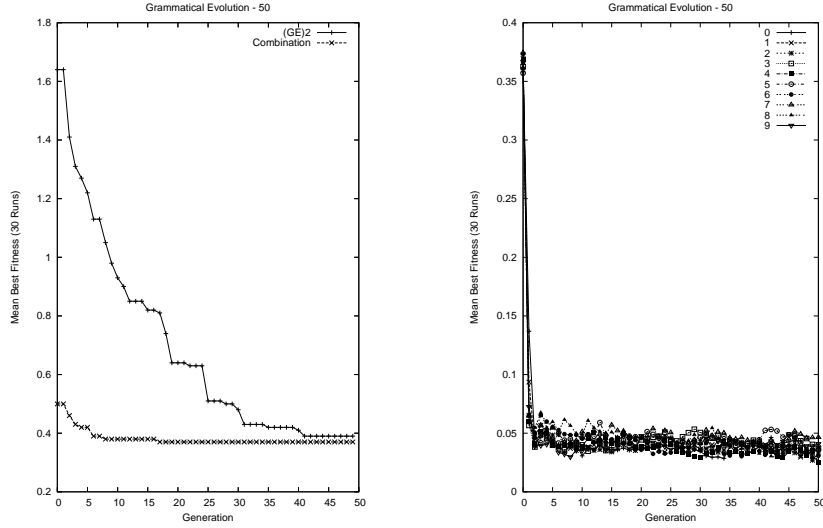 Grammatical Evolution - 50
1.8
1.6
1.4
1.2
1
0.8
0.6
0.4
0.2
0 5 10 15 20 25 30 35 40 45 50
Generation
Mean Best Fitness (30 Runs)
(GE)2
Combination
Grammatical Evolution - 50
0.4
0.35
0.3
0.25
0.2
0.15
0.1
0.05
0
0 5 10 15 20 25 30 35 40 45 50
Generation
Mean Best Fitness (30 Runs)
0
1
2
3
4
5
6
7
8
9